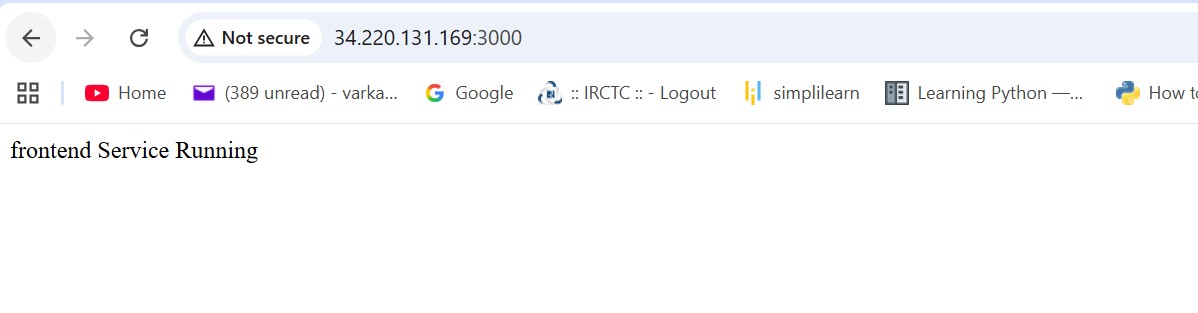 Not secure 34.220.131.169:3000
Home (389 unread) - varka... Google :: IRCTC :: - Logout simplilearn Learning Python —... How to
frontend Service Running